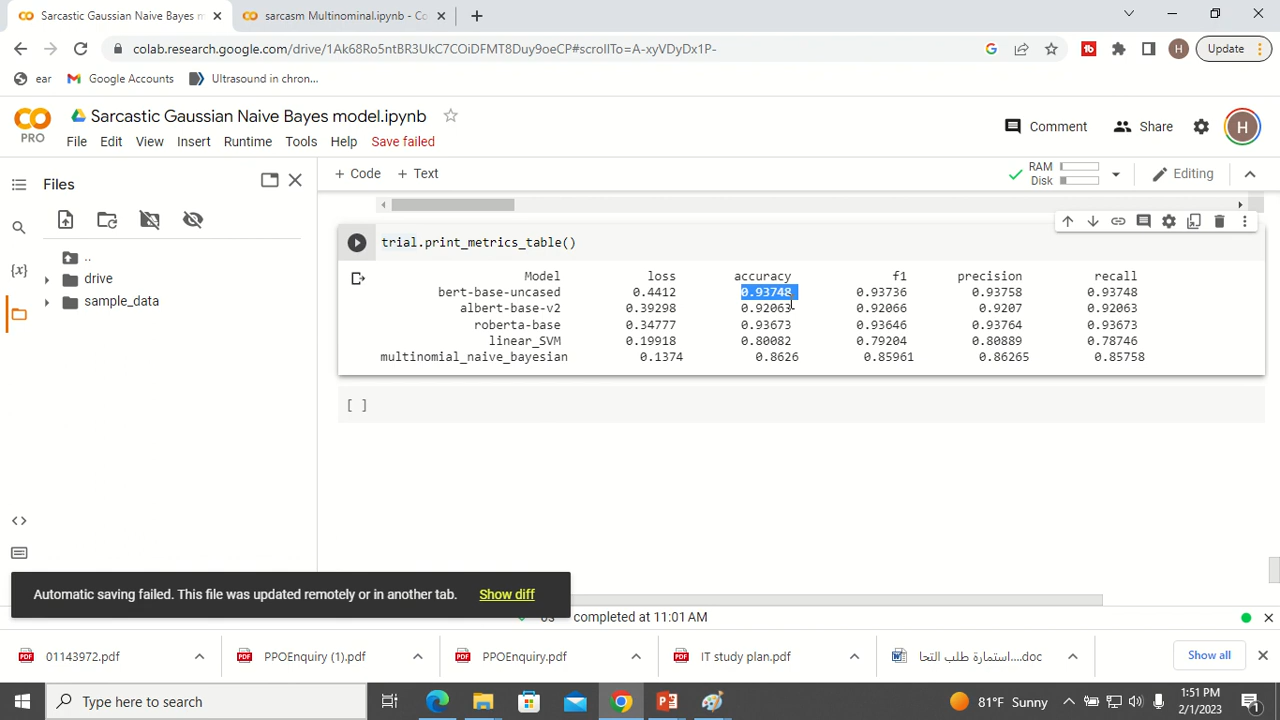 Sarcastic Gaussian Naive Bayes m
sarcasm Multinominal.ipynb - Co
colab.research.google.com/drive/1Ak68Ro3ntBR3UkC7COiDFMT8Duy9oeCP#scrollTo=A-xyVDyDx1P-
Update
ear
Google Accounts
Ultrasound in chron...
PRO
Sarcastic Gaussian Naive Bayes model.ipynb
File Edit View Insert Runtime Tools Help Save failed
Comment
Share
H
Files
+ Code + Text
RAM
Disk
Editing
..
drive
sample_data
{x}
trial.print_metrics_table()
Model loss accuracy f1 precision recall
bert-base-uncased 0.4412 0.93748 0.93736 0.93758 0.93748
albert-base-v2 0.39298 0.92063 0.92066 0.9207 0.92063
roberta-base 0.34777 0.93673 0.93646 0.93764 0.93673
linear_SVM 0.19918 0.80082 0.79204 0.80889 0.78746
multinomial_naive_bayesian 0.1374 0.8626 0.85961 0.86265 0.85758
[ ]
Automatic saving failed. This file was updated remotely or in another tab. Show diff
completed at 11:01 AM
01143972.pdf
PPOEnquiry (1).pdf
PPOEnquiry.pdf
IT study plan.pdf
استمارة طلب التحا....doc
Show all
Type here to search
81°F Sunny
1:51 PM
2/1/2023